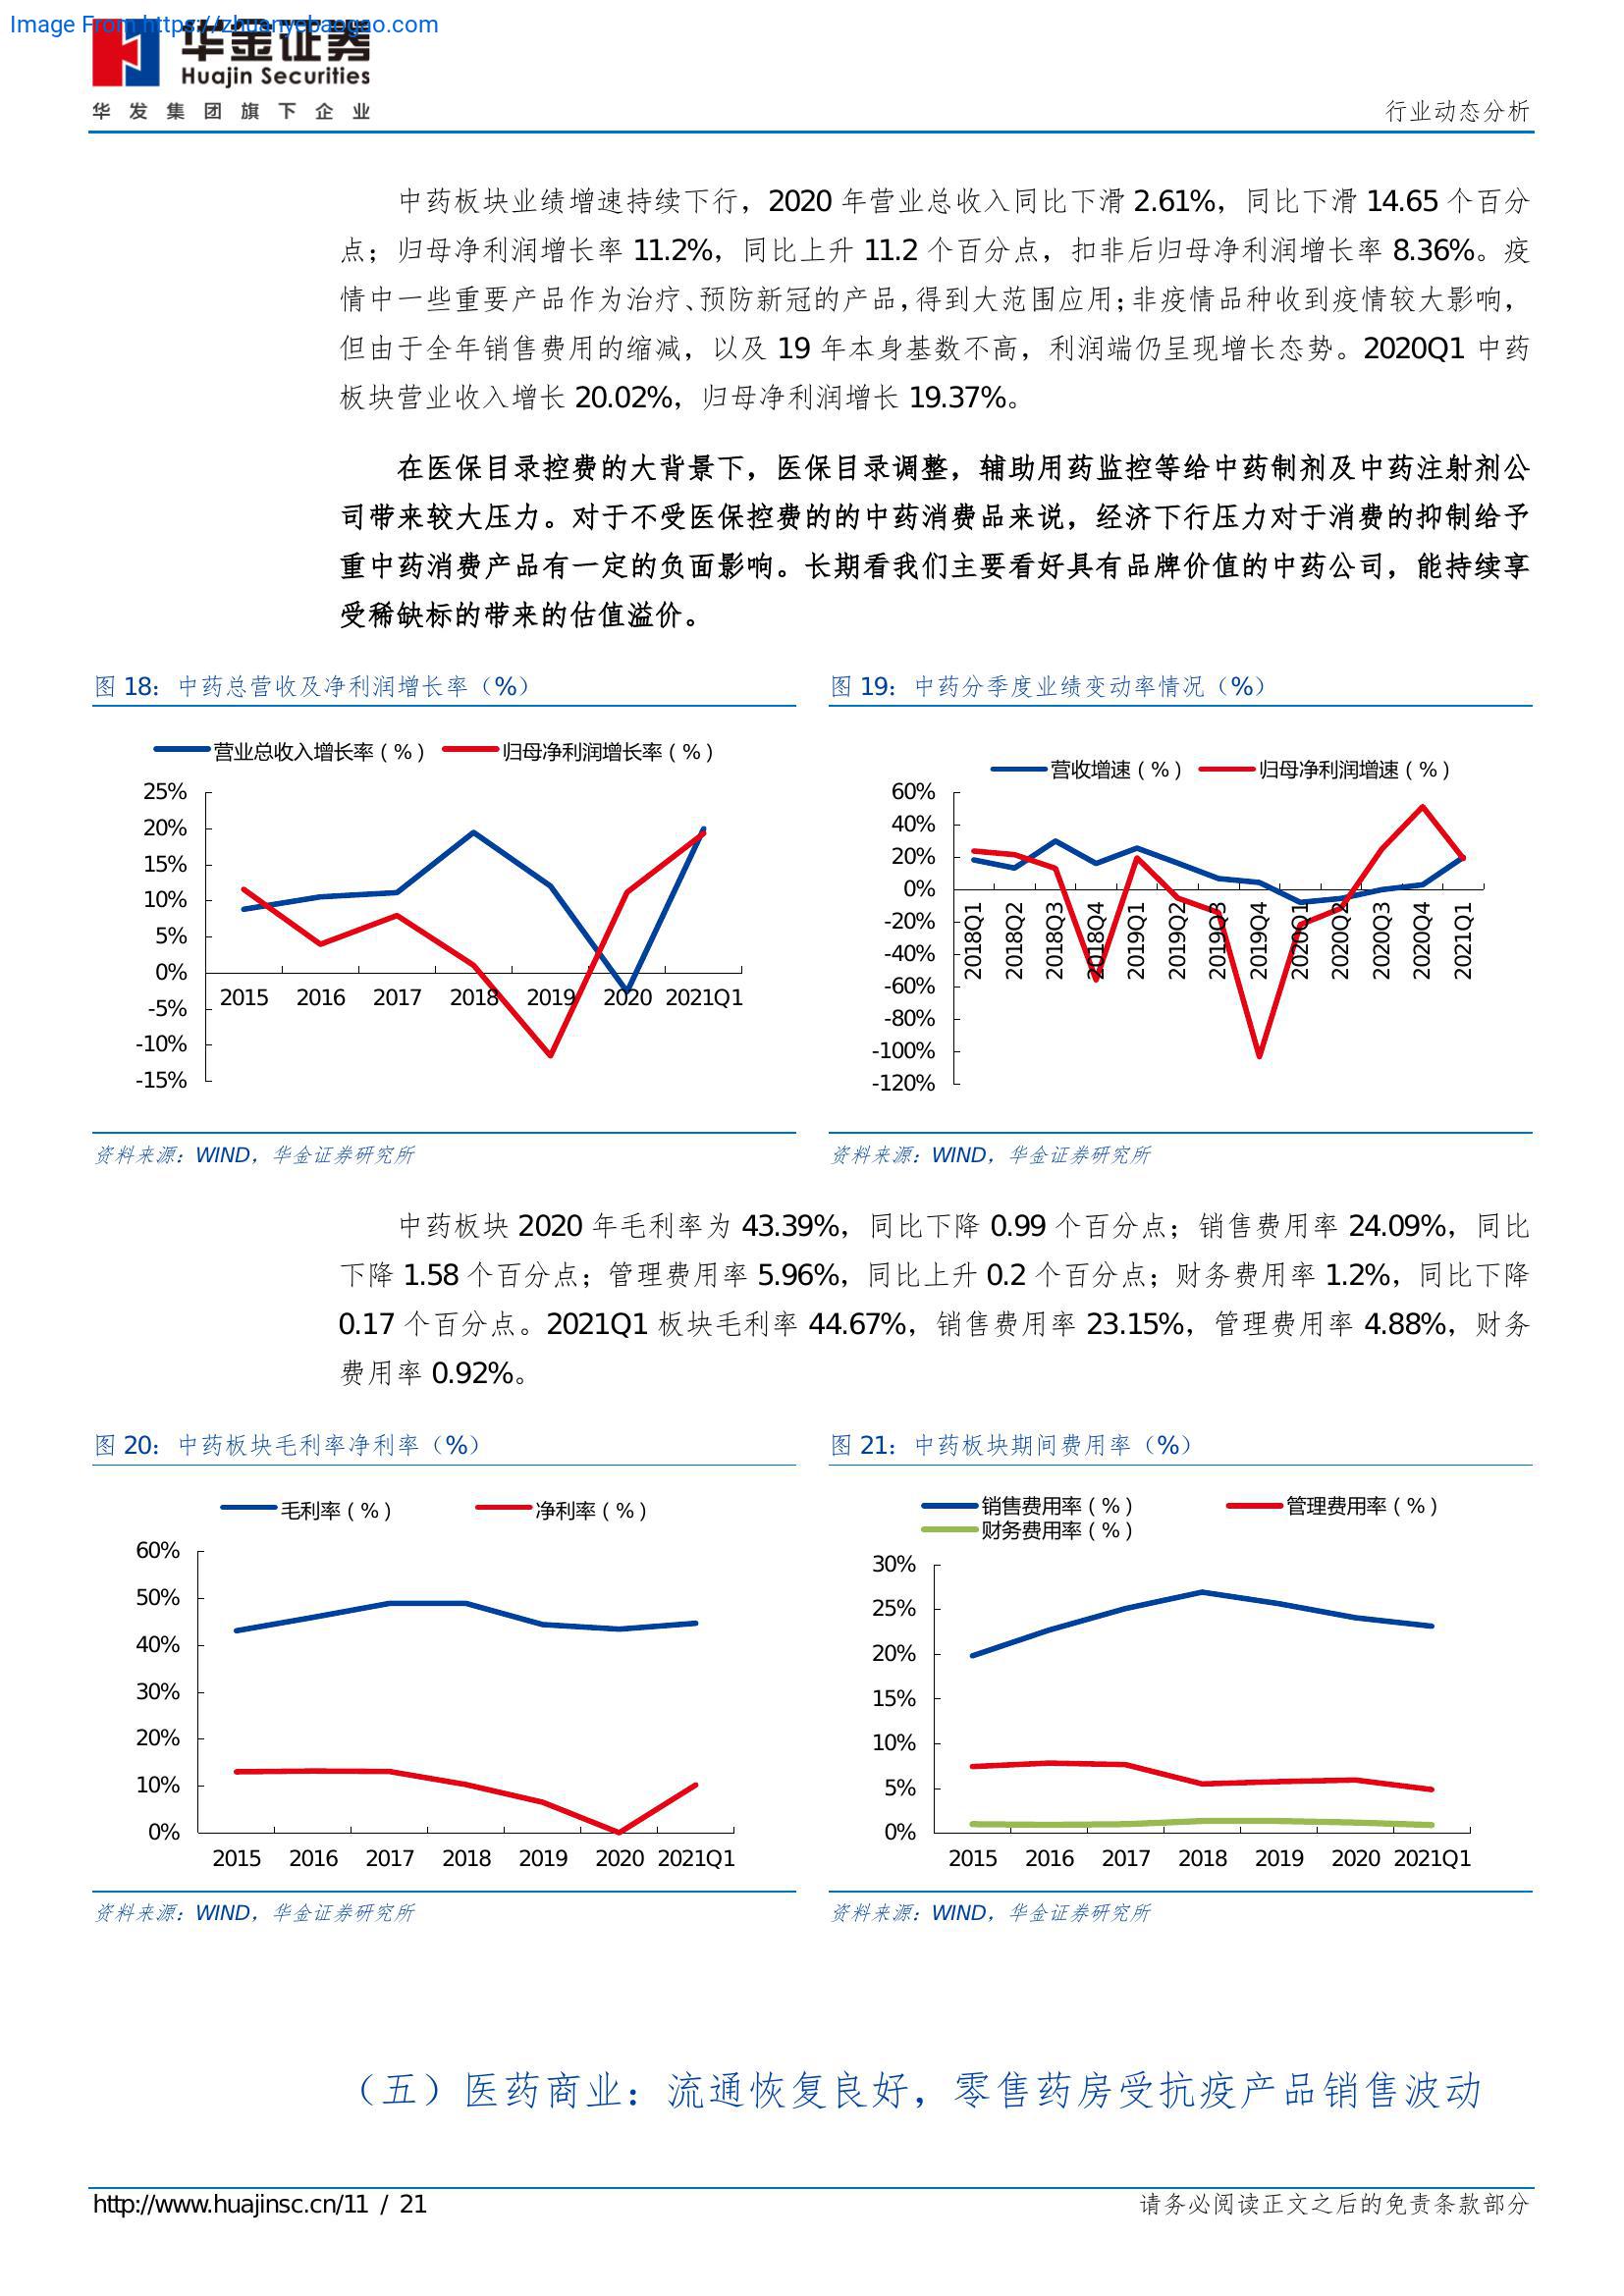 Image From https://zhuanyebaogao.com
华金证券
Huajin Securities
华发集团旗下企业
行业动态分析
中药板块业绩增速持续下行，2020 年营业总收入同比下滑 2.61%，同比下滑 14.65 个百分
点；归母净利润增长率 11.2%，同比上升 11.2 个百分点，扣非后归母净利润增长率 8.36%。疫
情中一些重要产品作为治疗、预防新冠的产品，得到大范围应用；非疫情品种收到疫情较大影响，
但由于全年销售费用的缩减，以及 19 年本身基数不高，利润端仍呈现增长态势。2020Q1 中药
板块营业收入增长 20.02%，归母净利润增长 19.37%。
在医保目录控费的大背景下，医保目录调整，辅助用药监控等给中药制剂及中药注射剂公
司带来较大压力。对于不受医保控费的的中药消费品来说，经济下行压力对于消费的抑制给予
重中药消费产品有一定的负面影响。长期看我们主要看好具有品牌价值的中药公司，能持续享
受稀缺标的带来的估值溢价。
图 18：中药总营收及净利润增长率（%）
营业总收入增长率（%） 归母净利润增长率（%）
25%
20%
15%
10%
5%
0%
-5%
-10%
-15%
2015 2016 2017 2018 2019 2020 2021Q1
资料来源：WIND，华金证券研究所
图 19：中药分季度业绩变动率情况（%）
营收增速（%） 归母净利润增速（%）
60%
40%
20%
0%
-20%
-40%
-60%
-80%
-100%
-120%
2018Q1 2018Q2 2018Q3 2018Q4 2019Q1 2019Q2 2019Q3 2019Q4 2020Q1 2020Q2 2020Q3 2020Q4 2021Q1
资料来源：WIND，华金证券研究所
中药板块 2020 年毛利率为 43.39%，同比下降 0.99 个百分点；销售费用率 24.09%，同比
下降 1.58 个百分点；管理费用率 5.96%，同比上升 0.2 个百分点；财务费用率 1.2%，同比下降
0.17 个百分点。2021Q1 板块毛利率 44.67%，销售费用率 23.15%，管理费用率 4.88%，财务
费用率 0.92%。
图 20：中药板块毛利率净利率（%）
毛利率（%） 净利率（%）
60%
50%
40%
30%
20%
10%
0%
2015 2016 2017 2018 2019 2020 2021Q1
资料来源：WIND，华金证券研究所
图 21：中药板块期间费用率（%）
销售费用率（%） 管理费用率（%）
财务费用率（%）
30%
25%
20%
15%
10%
5%
0%
2015 2016 2017 2018 2019 2020 2021Q1
资料来源：WIND，华金证券研究所
（五）医药商业：流通恢复良好，零售药房受抗疫产品销售波动
http://www.huajinsc.cn/11 / 21
请务必阅读正文之后的免责条款部分